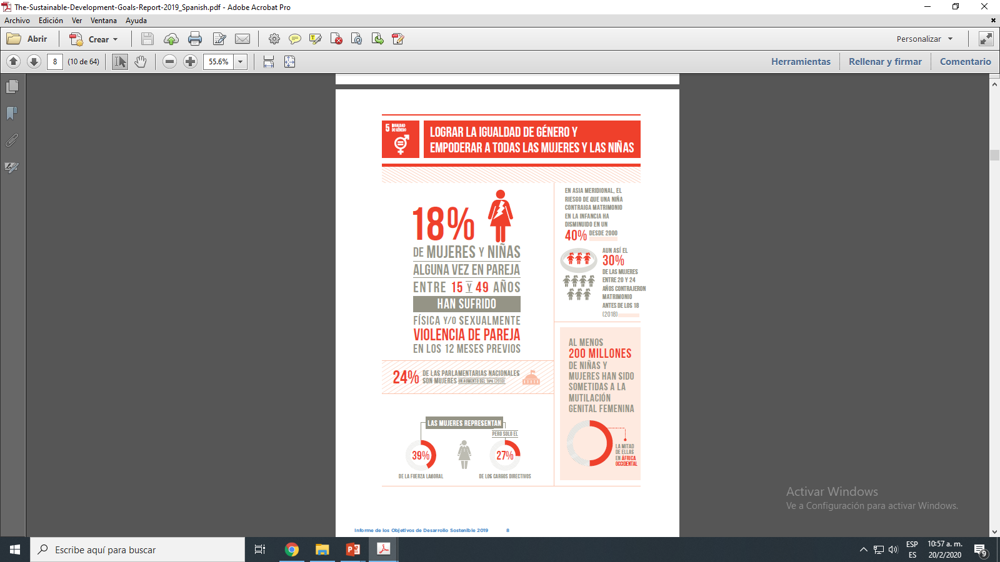 The-Sustainable-Development-Goals-Report-2019_Spanish.pdf - Adobe Acrobat Pro
Archivo Edición Ver Ventana Ayuda
Abrir Crear Personalizar
8 (10 de 64) 55.6% Herramientas Rellenar y firmar Comentario
5 IGUALDAD
DE GÉNERO
LOGRAR LA IGUALDAD DE GÉNERO Y
EMPODERAR A TODAS LAS MUJERES Y LAS NIÑAS
18%
DE MUJERES Y NIÑAS
ALGUNA VEZ EN PAREJA
ENTRE 15 Y 49 AÑOS
HAN SUFRIDO
FÍSICA Y/O SEXUALMENTE
VIOLENCIA DE PAREJA
EN LOS 12 MESES PREVIOS
24% DE LAS PARLAMENTARIAS NACIONALES
SON MUJERES UN AUMENTO DEL 19% (2010)
LAS MUJERES REPRESENTAN
PERO SOLO EL
39%
27%
DE LA FUERZA LABORAL
DE LOS CARGOS DIRECTIVOS
EN ASIA MERIDIONAL, EL
RIESGO DE QUE UNA NIÑA
CONTRAIGA MATRIMONIO
EN LA INFANCIA HA
DISMINUIDO EN UN
40% DESDE 2000
AUN ASÍ EL
30%
DE LAS MUJERES
ENTRE 20 Y 24
AÑOS CONTRAJERON
MATRIMONIO
ANTES DE LOS 18
(2018)
AL MENOS
200 MILLONES
DE NIÑAS Y
MUJERES HAN SIDO
SOMETIDAS A LA
MUTILACIÓN
GENITAL FEMENINA
LA MITAD
DE ELLAS
EN ÁFRICA
OCCIDENTAL
Informe de los Objetivos de Desarrollo Sostenible 2019 8
Activar Windows
Ve a Configuración para activar Windows.
Escribe aquí para buscar
ESP
ES
10:57 a. m.
20/2/2020
9